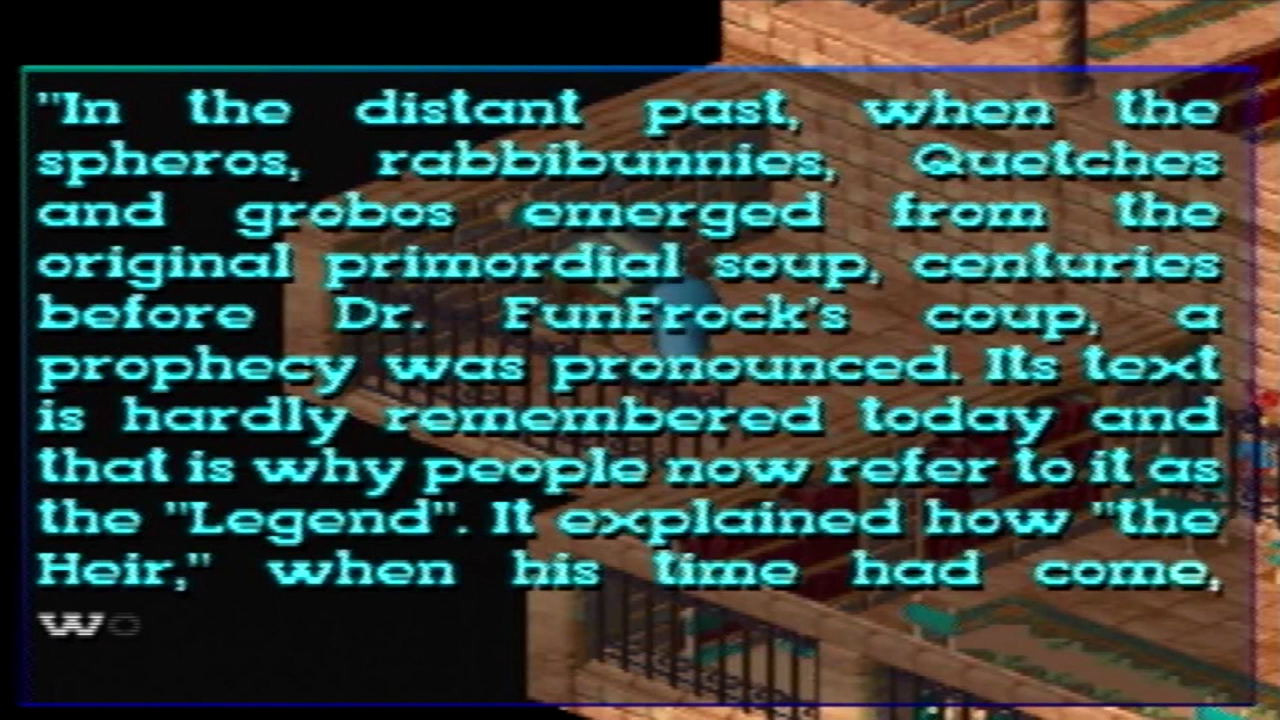 "In the distant past, when the
spheros, rabbibunnies, Quetches
and grobos emerged from the
original primordial soup, centuries
before Dr. FunFrock's coup, a
prophecy was pronounced. Its text
is hardly remembered today and
that is why people now refer to it as
the "Legend". It explained how "the
Heir," when his time had come,
wo